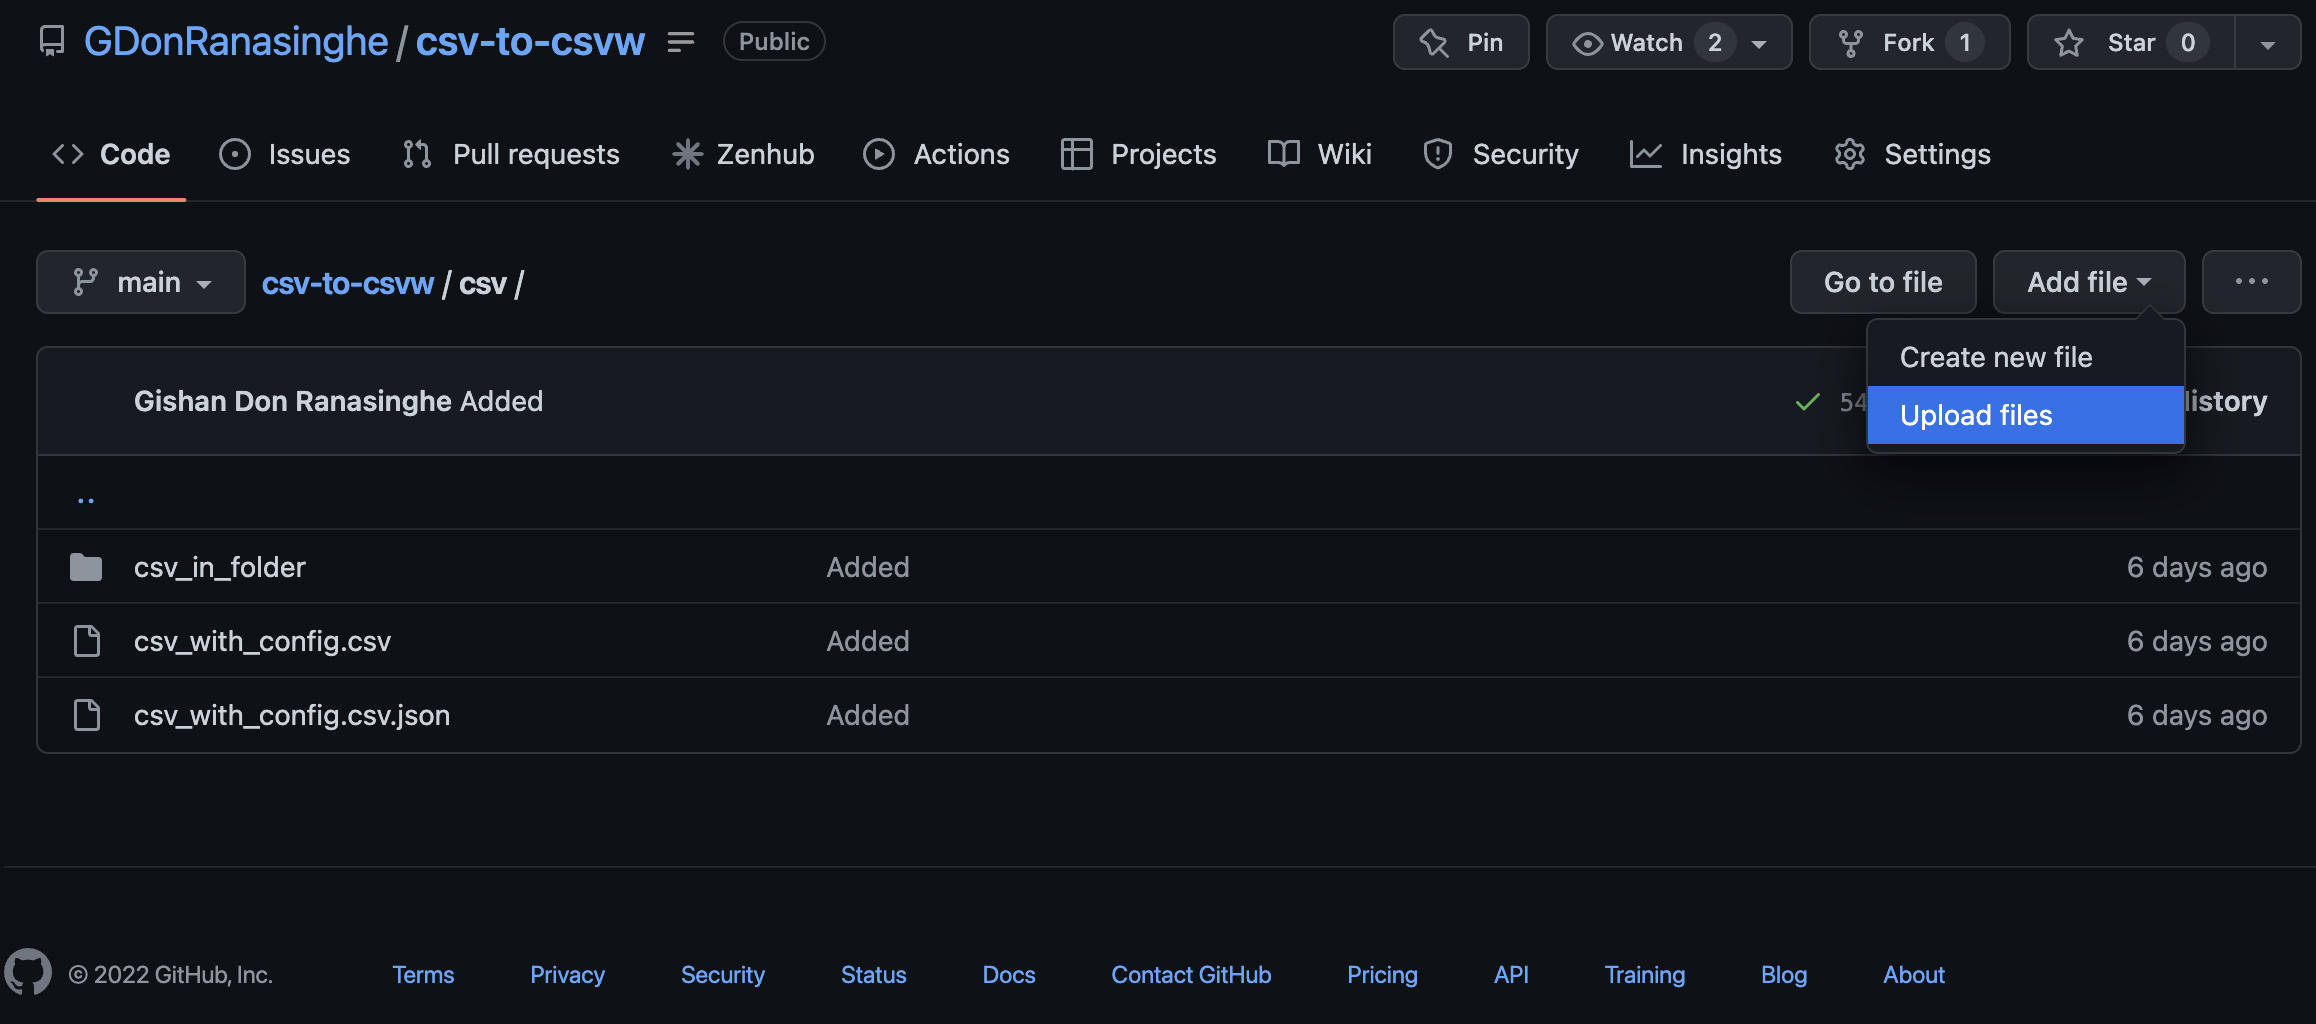 GDonRanasinghe / csv-to-csvw Public Pin Watch 2 Fork 1 Star 0
Code Issues Pull requests Zenhub Actions Projects Wiki Security Insights Settings
main csv-to-csvw / csv / Go to file Add file ...
Create new file
Gishan Don Ranasinghe Added 54 Upload files istory
..
csv_in_folder Added 6 days ago
csv_with_config.csv Added 6 days ago
csv_with_config.csv.json Added 6 days ago
© 2022 GitHub, Inc. Terms Privacy Security Status Docs Contact GitHub Pricing API Training Blog About